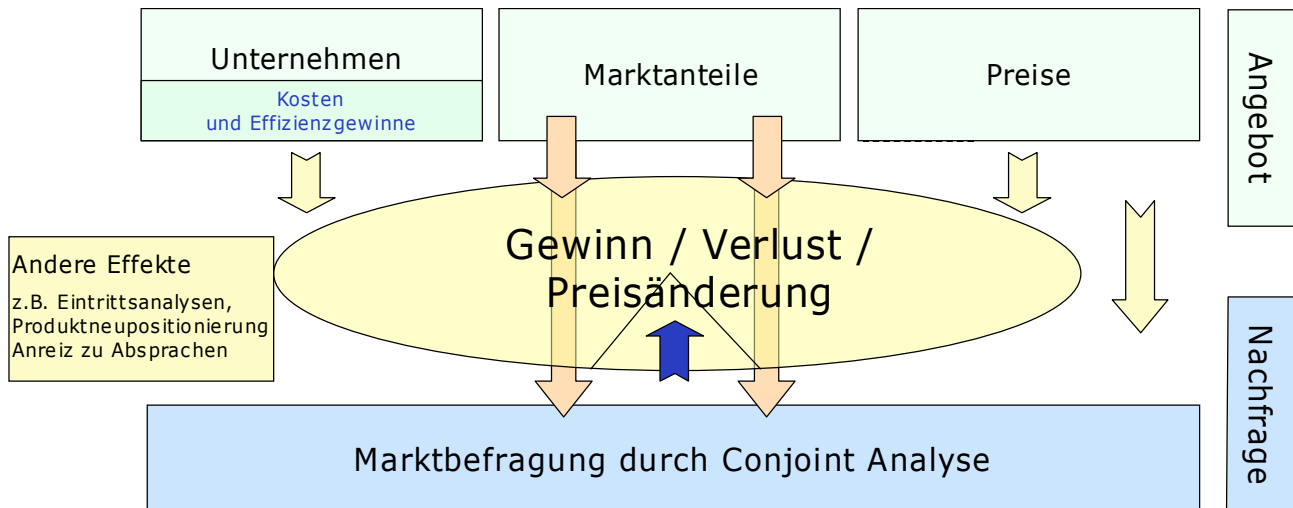 Unternehmen
Kosten
und Effizienzgewinne
Marktanteile
Preise
Angebot
Gewinn / Verlust /
Preisänderung
Andere Effekte
z.B. Eintrittsanalysen,
Produktneupositionierung
Anreiz zu Absprachen
Nachfrage
Marktbefragung durch Conjoint Analyse